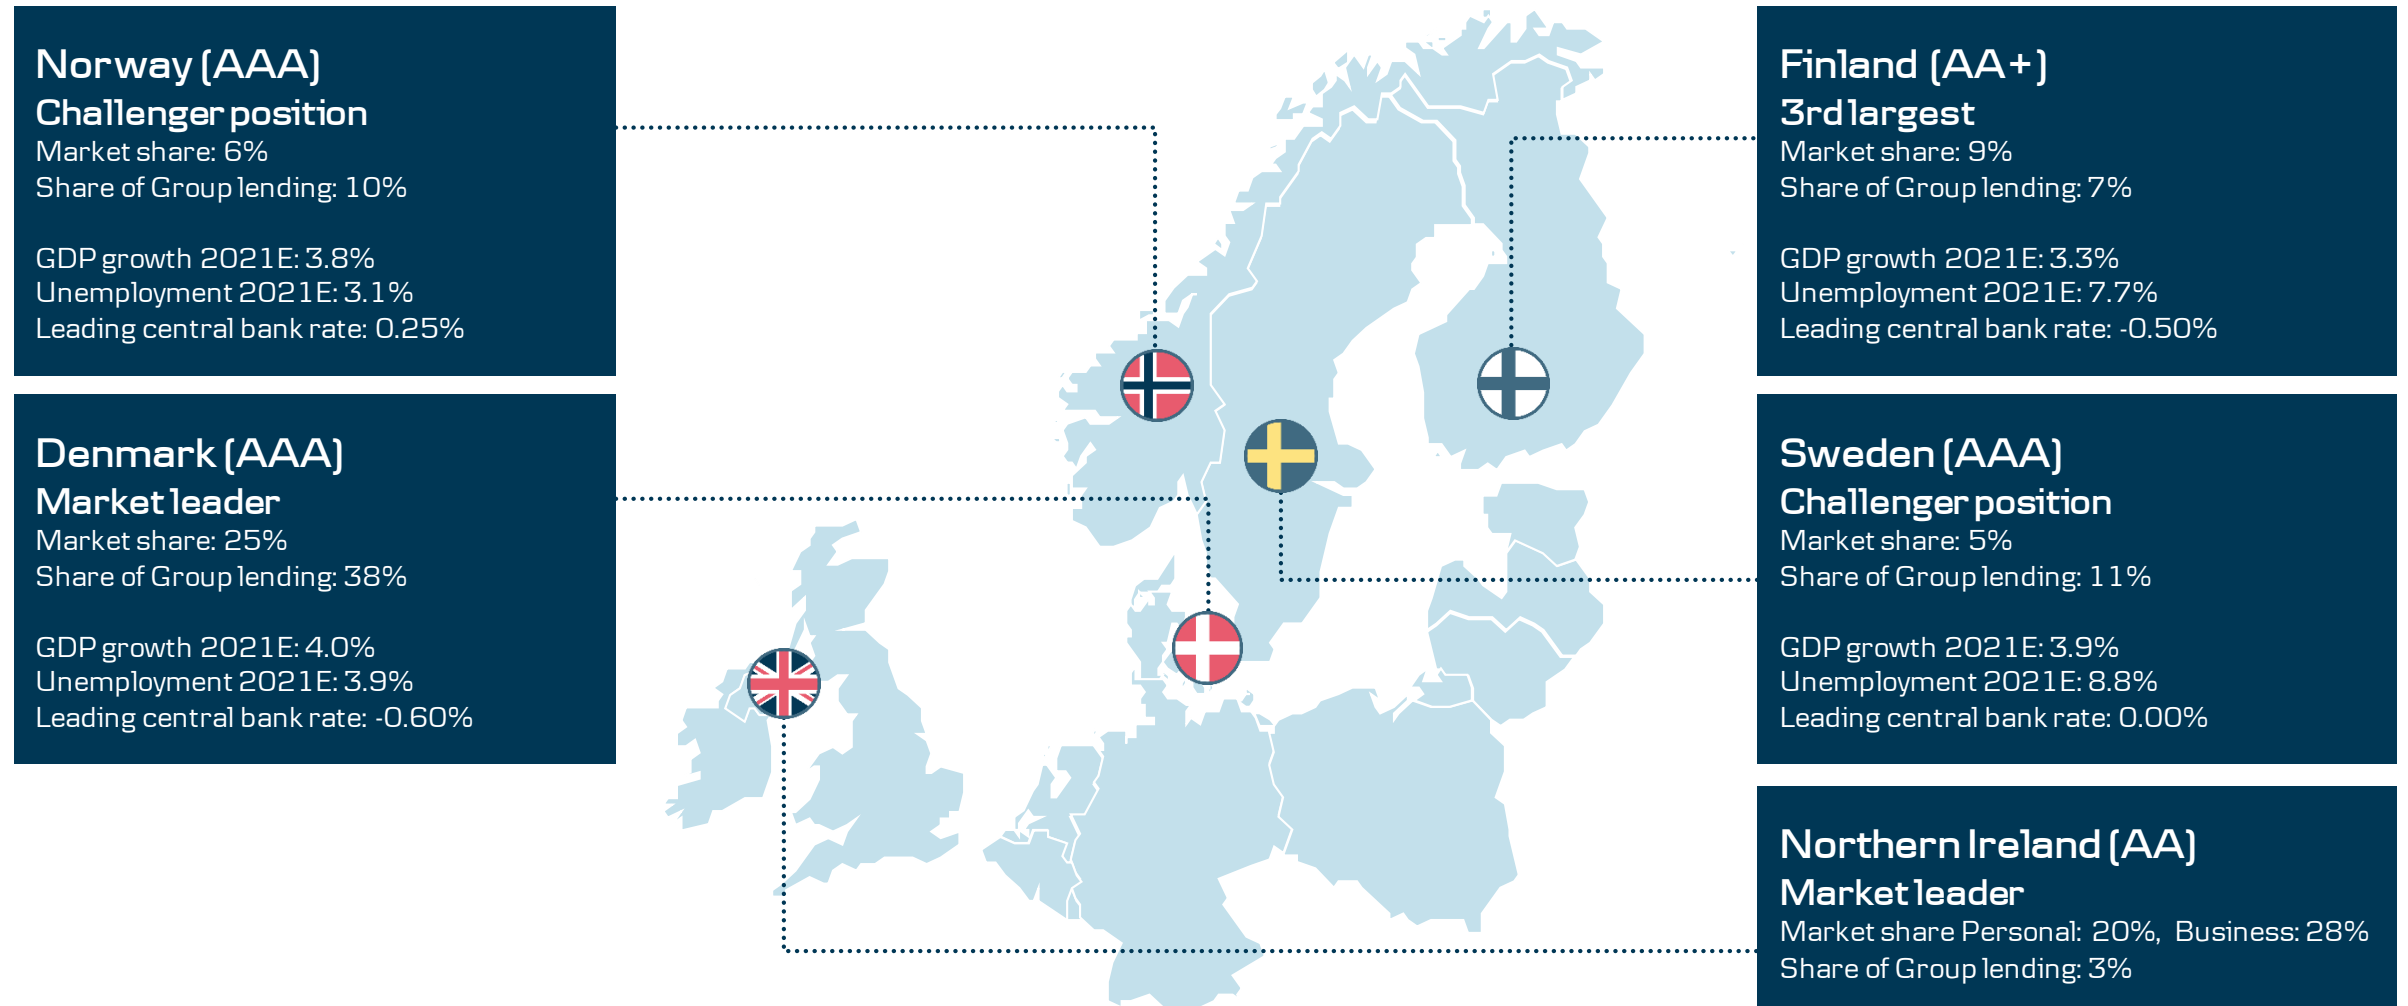 Norway (AAA)
Challenger position
Market share: 6%
Share of Group lending: 10%
GDP growth 2021E: 3.8%
Unemployment 2021E: 3.1%
Leading central bank rate: 0.25%
Denmark (AAA)
Market leader
Market share: 25%
Share of Group lending: 38%
GDP growth 2021E: 4.0%
Unemployment 2021E: 3.9%
Leading central bank rate: -0.60%
Finland (AA+)
3rd largest
Market share: 9%
Share of Group lending: 7%
GDP growth 2021E: 3.3%
Unemployment 2021E: 7.7%
Leading central bank rate: -0.50%
Sweden (AAA)
Challenger position
Market share: 5%
Share of Group lending: 11%
GDP growth 2021E: 3.9%
Unemployment 2021E: 8.8%
Leading central bank rate: 0.00%
Northern Ireland (AA)
Market leader
Market share Personal: 20%, Business: 28%
Share of Group lending: 3%